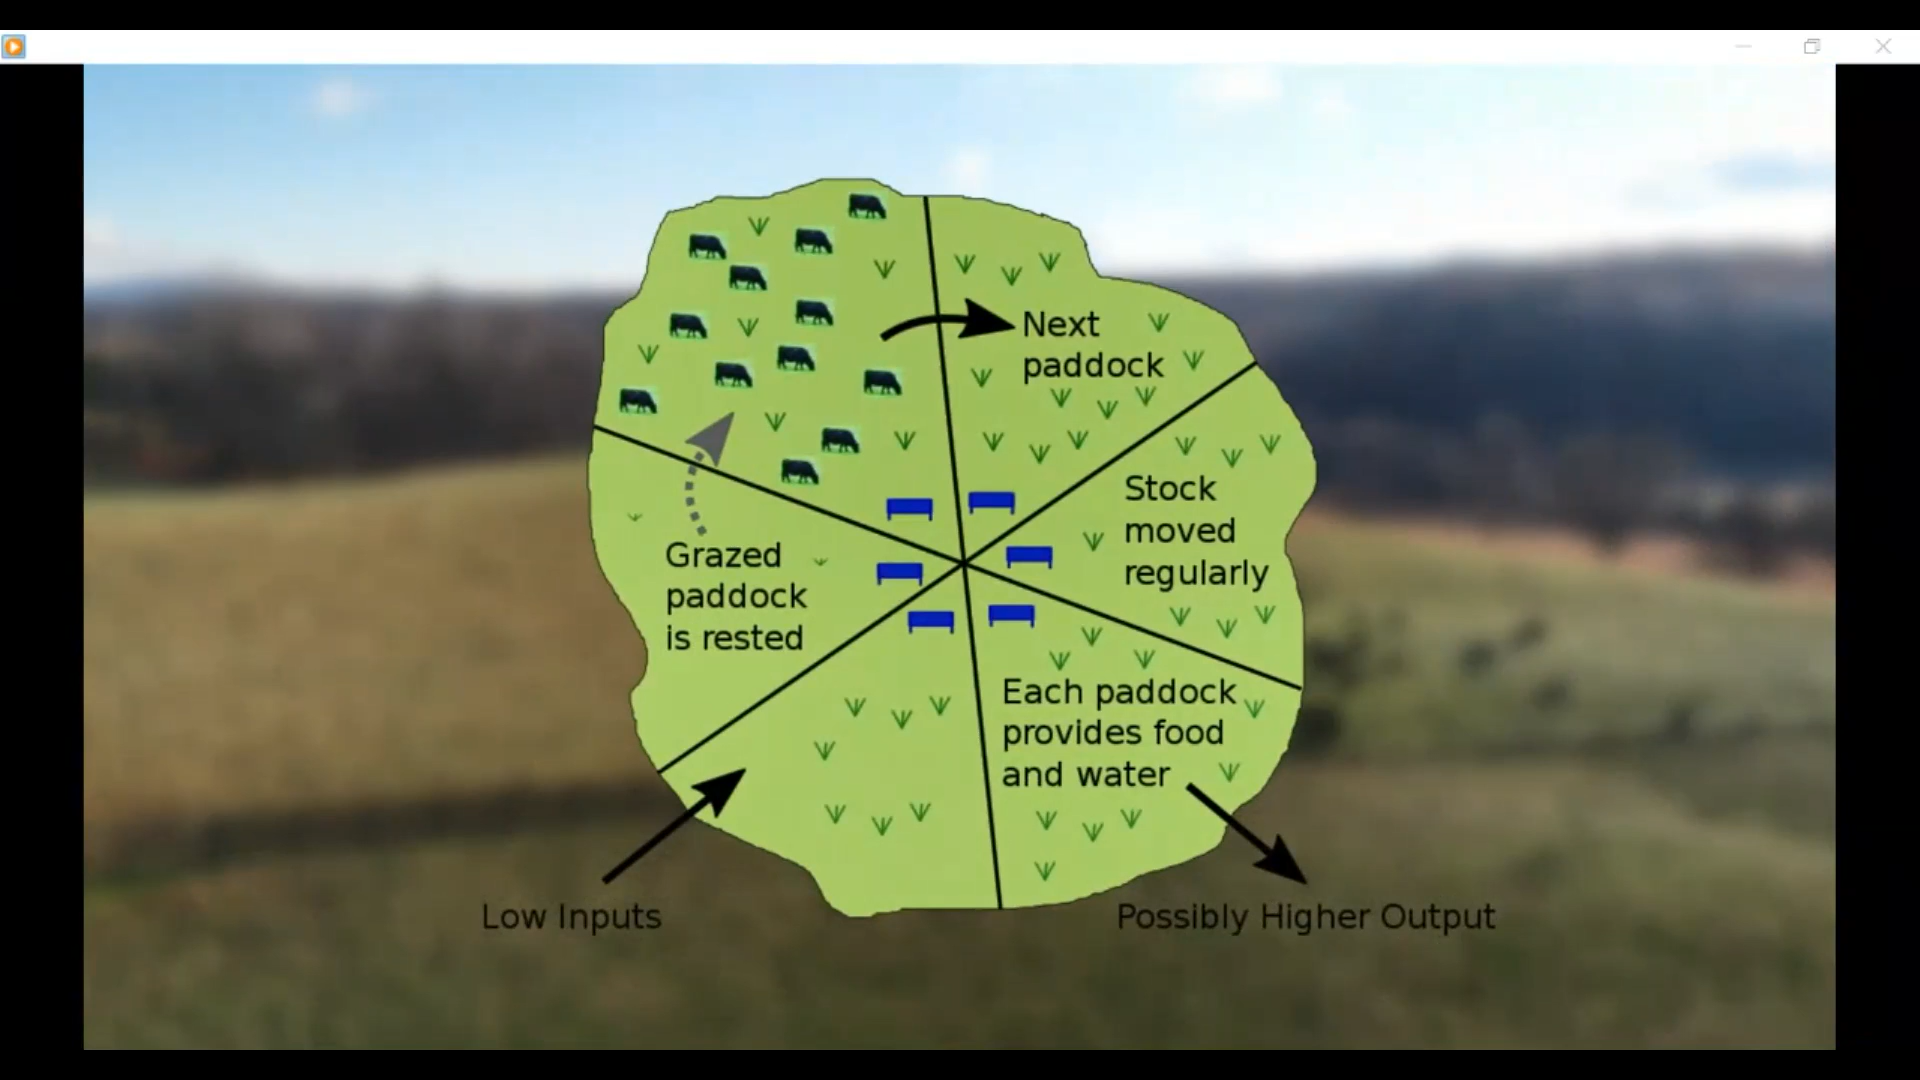 Next
paddock
Stock
moved
regularly
Grazed
paddock
is rested
Each paddock
provides food
and water
Low Inputs
Possibly Higher Output